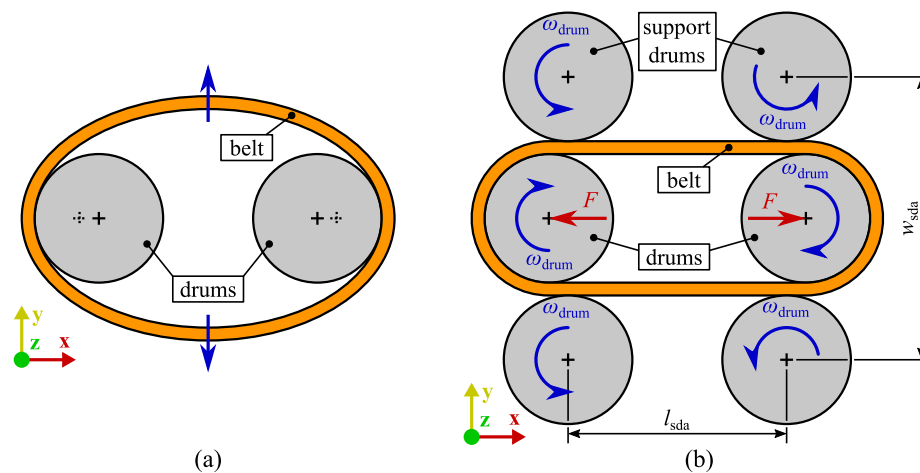 belt
drums
y
z
x
(a)
ω_drum
support
drums
ω_drum
belt
ω_drum
F
F
ω_drum
drums
w_sda
ω_drum
ω_drum
y
z
x
l_sda
(b)